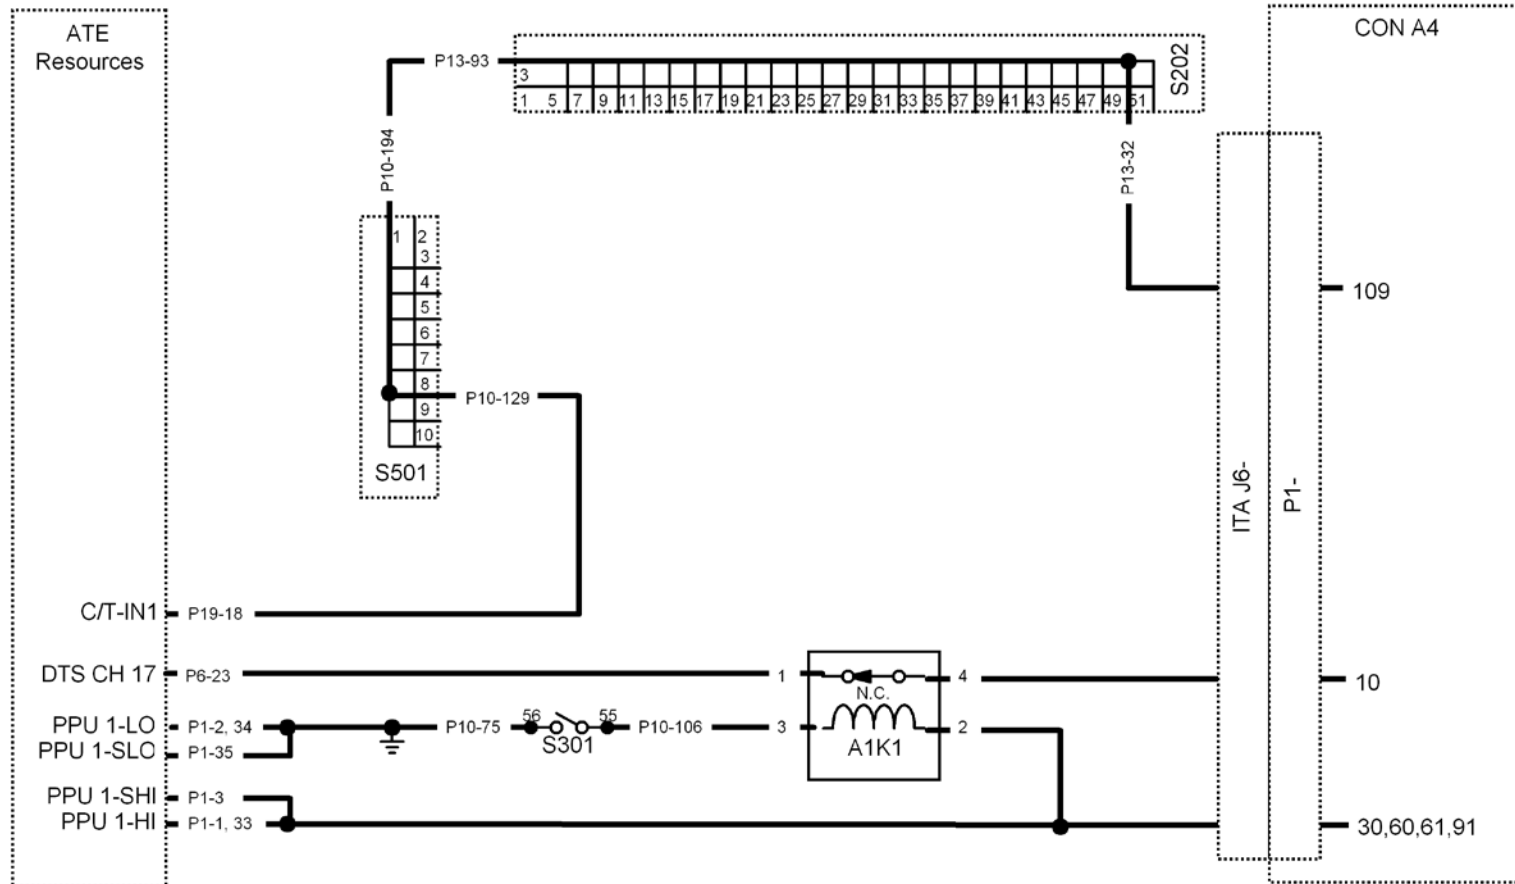 ATE
Resources
CON A4
P13-93
3
S202
1 5 7 9 11 13 15 17 19 21 23 25 27 29 31 33 35 37 39 41 43 45 47 49 51
P10-194
P13-32
1 2
3
4
5
6
7
8
9
10
S501
P10-129
109
ITA J6-
P1-
C/T-IN1 P19-18
DTS CH 17 P6-23
1
4
N.C.
10
PPU 1-LO P1-2, 34
P10-75
56
55
S301
P10-106
3
2
A1K1
PPU 1-SLO P1-35
PPU 1-SHI P1-3
PPU 1-HI P1-1, 33
30,60,61,91